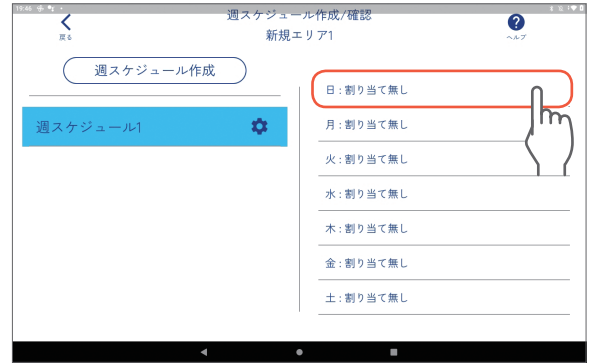 19:46
週スケジュール作成/確認
戻る
新規エリア1
ヘルプ
週スケジュール作成
週スケジュール1
日:割り当て無し
月:割り当て無し
火:割り当て無し
水:割り当て無し
木:割り当て無し
金:割り当て無し
土:割り当て無し